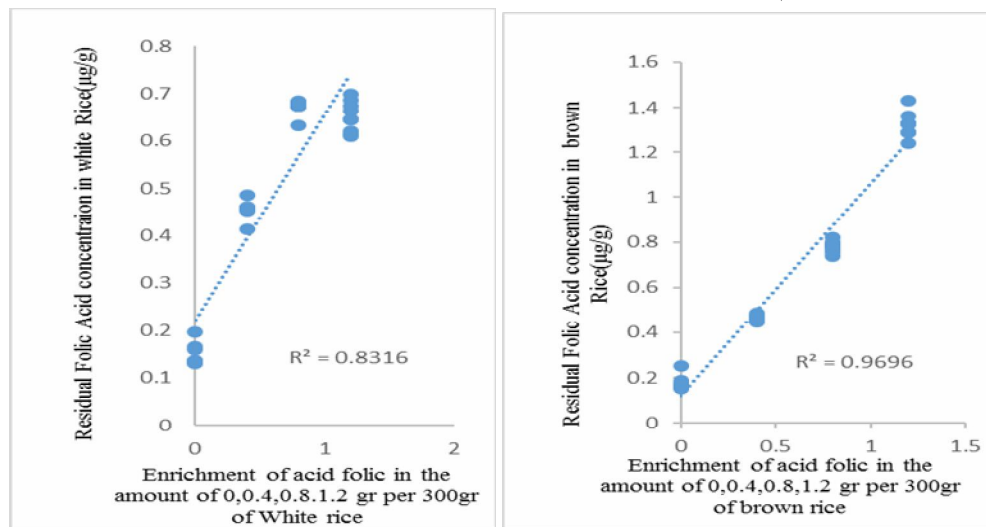 Residual Folic Acid concentraion in white Rice(µg/g)
0.8
0.7
0.6
0.5
0.4
0.3
0.2
0.1
0
R² = 0.8316
0
1
2
Enrichment of acid folic in the
amount of 0,0.4,0.8.1.2 gr per 300gr
of White rice
Residual Folic Acid concentration in brown
Rice(µg/g)
1.6
1.4
1.2
1
0.8
0.6
0.4
0.2
0
R² = 0.9696
0
0.5
1
1.5
Enrichment of acid folic in the
amount of 0,0.4,0.8,1.2 gr per 300gr of
brown rice